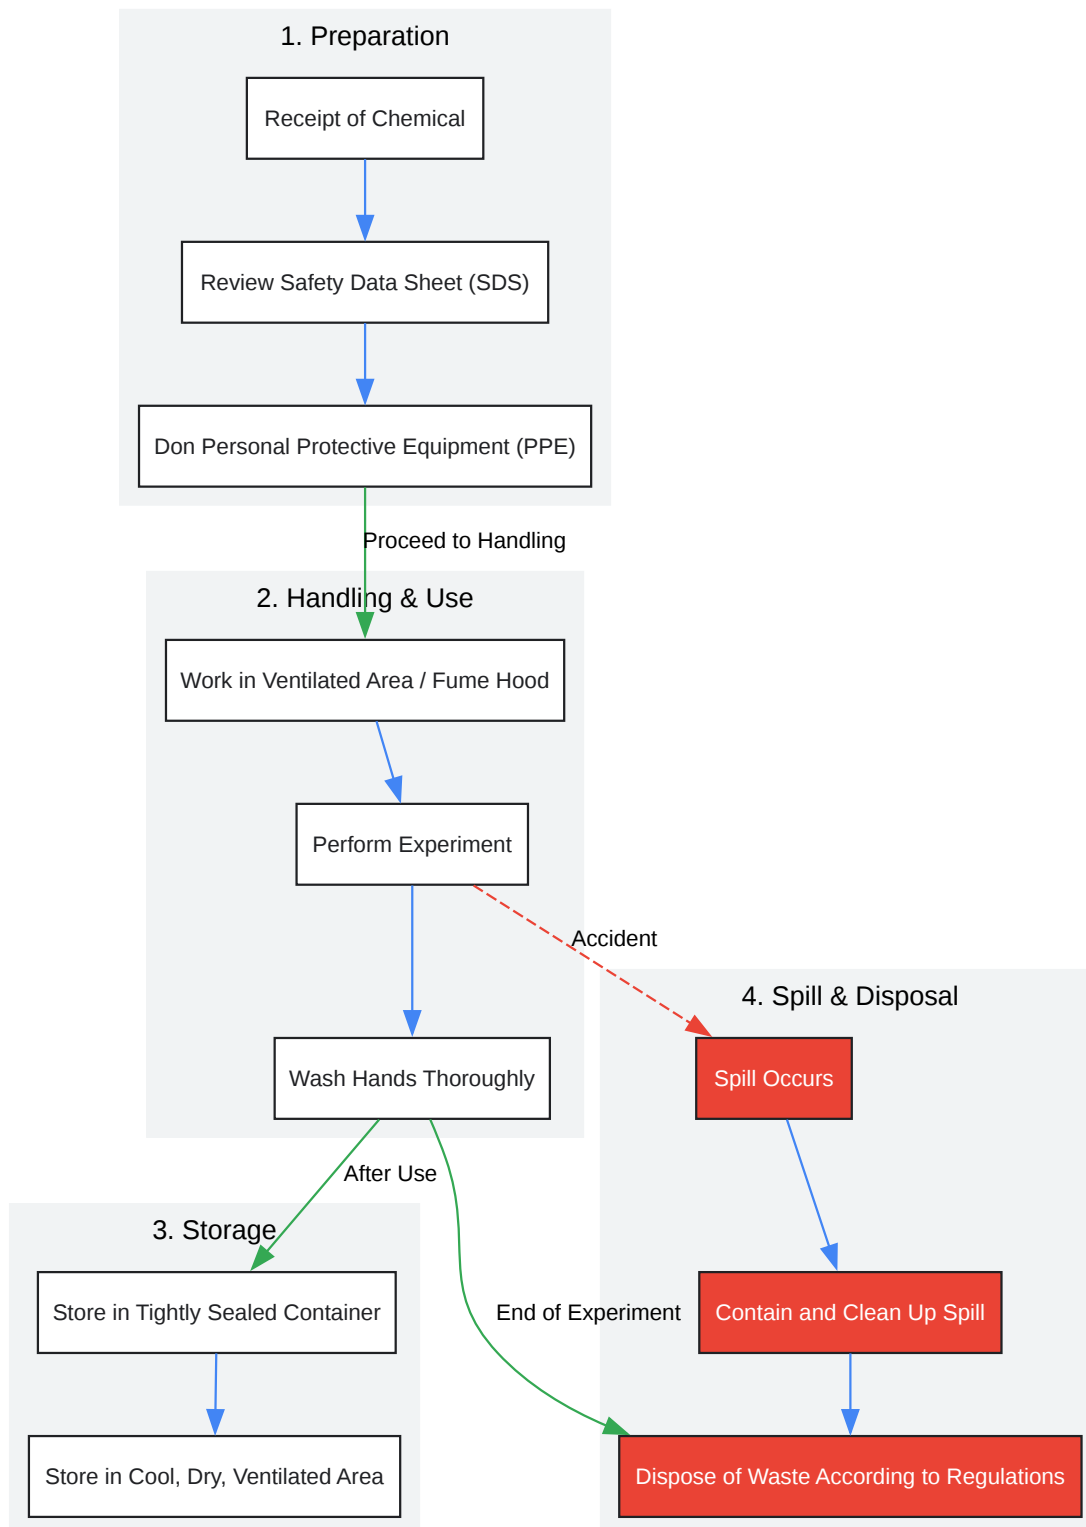 1. Preparation
Receipt of Chemical
Review Safety Data Sheet (SDS)
Don Personal Protective Equipment (PPE)
Proceed to Handling
2. Handling & Use
Work in Ventilated Area / Fume Hood
Perform Experiment
Accident
Wash Hands Thoroughly
After Use
3. Storage
Store in Tightly Sealed Container
Store in Cool, Dry, Ventilated Area
End of Experiment
4. Spill & Disposal
Spill Occurs
Contain and Clean Up Spill
Dispose of Waste According to Regulations